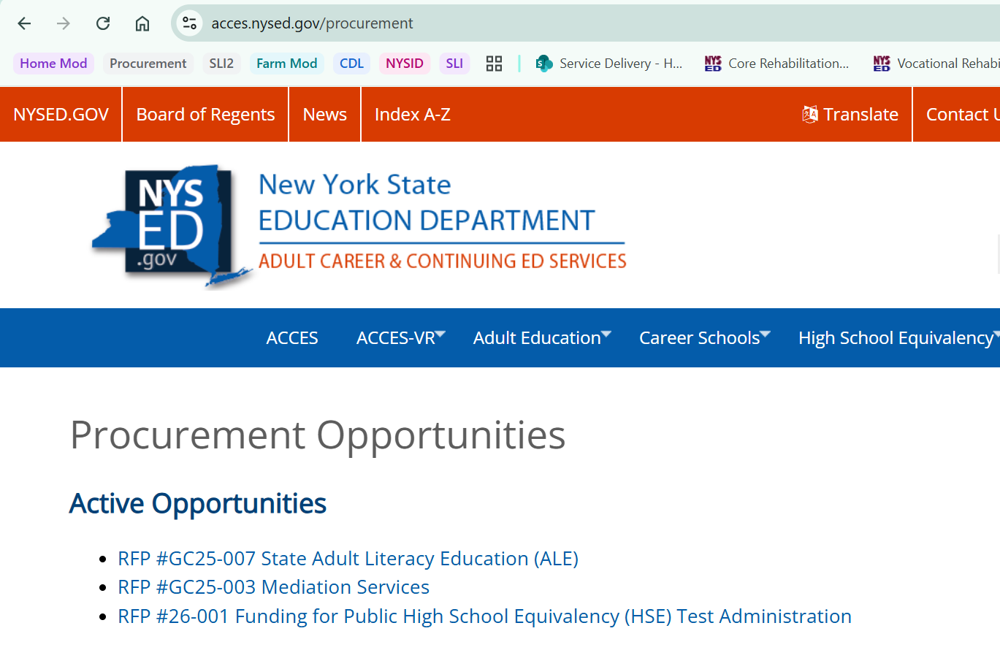 acces.nysed.gov/procurement
Home Mod Procurement SLI2 Farm Mod CDL NYSID SLI Service Delivery - H... NYS ED Core Rehabilitation... NYS ED Vocational Rehabi
NYSED.GOV Board of Regents News Index A-Z Translate Contact U
NYS
ED
.gov
New York State
EDUCATION DEPARTMENT
ADULT CAREER & CONTINUING ED SERVICES
ACCES ACCES-VR Adult Education Career Schools High School Equivalency
Procurement Opportunities
Active Opportunities
RFP #GC25-007 State Adult Literacy Education (ALE)
RFP #GC25-003 Mediation Services
RFP #26-001 Funding for Public High School Equivalency (HSE) Test Administration